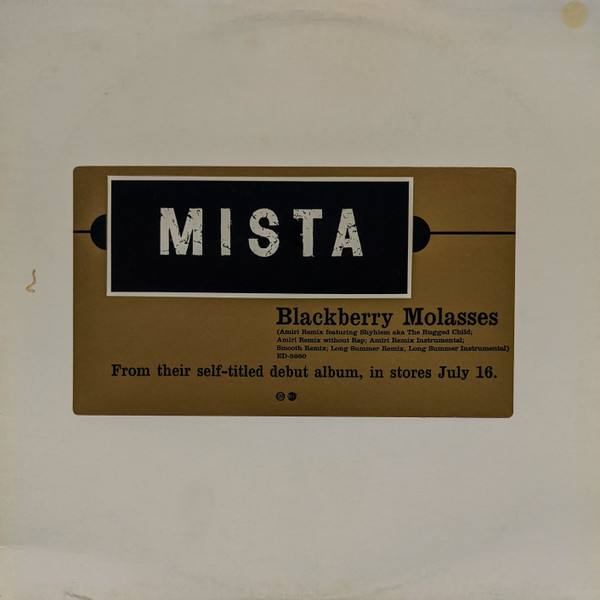 MISTA
Blackberry Molasses
(Amiri Remix featuring Shyhiem aka The Rugged Child;
Amiri Remix without Rap; Amiri Remix Instrumental;
Smooth Remix; Long Summer Remix, Long Summer Instrumental)
ED-5880
From their self-titled debut album, in stores July 16.